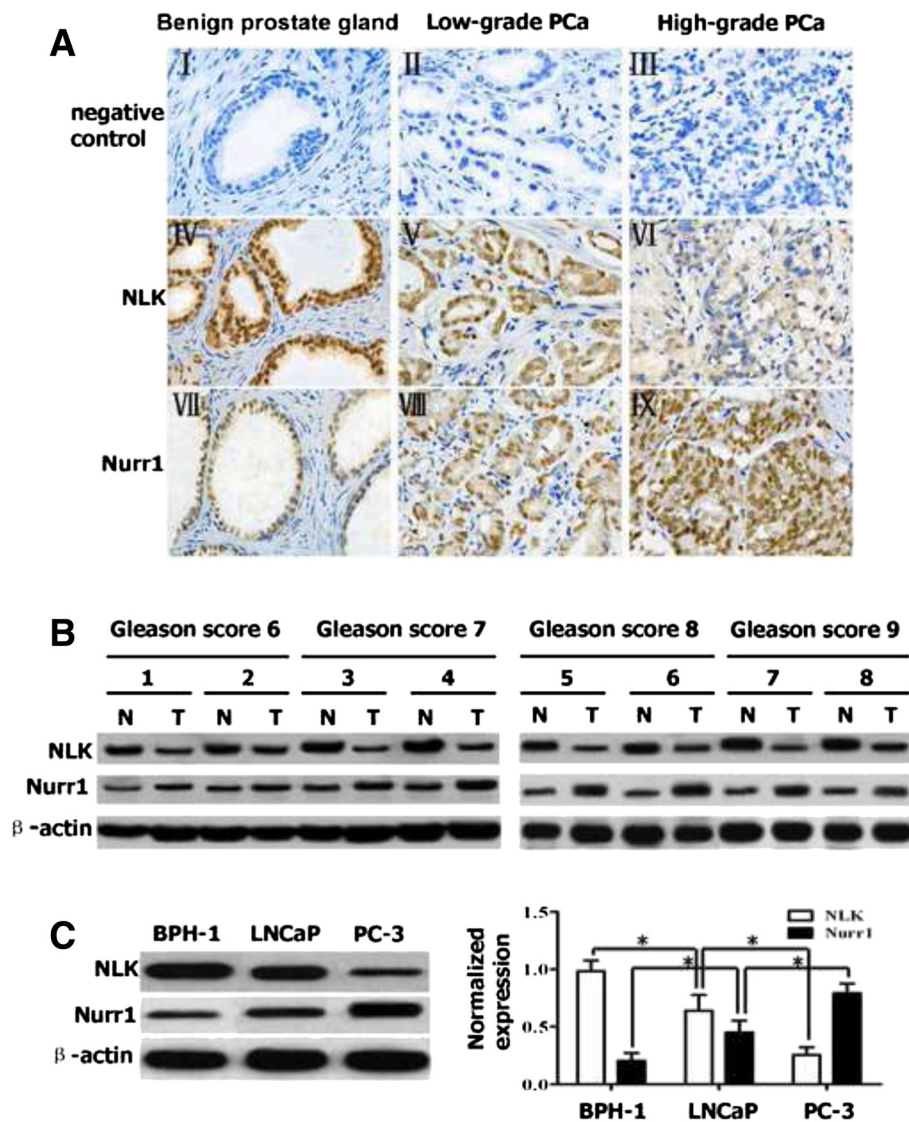 A
Benign prostate gland Low-grade PCa High-grade PCa
negative control
I II III
NLK
IV V VI
Nurr1
VII VIII IX
B
Gleason score 6 Gleason score 7 Gleason score 8 Gleason score 9
1 2 3 4 5 6 7 8
N T N T N T N T N T N T N T N T
NLK
Nurr1
β-actin
C
BPH-1 LNCaP PC-3
NLK
Nurr1
β-actin
Normalized expression
1.5
1.0
0.5
0.0
NLK
Nurr1
* *
* *
BPH-1 LNCaP PC-3